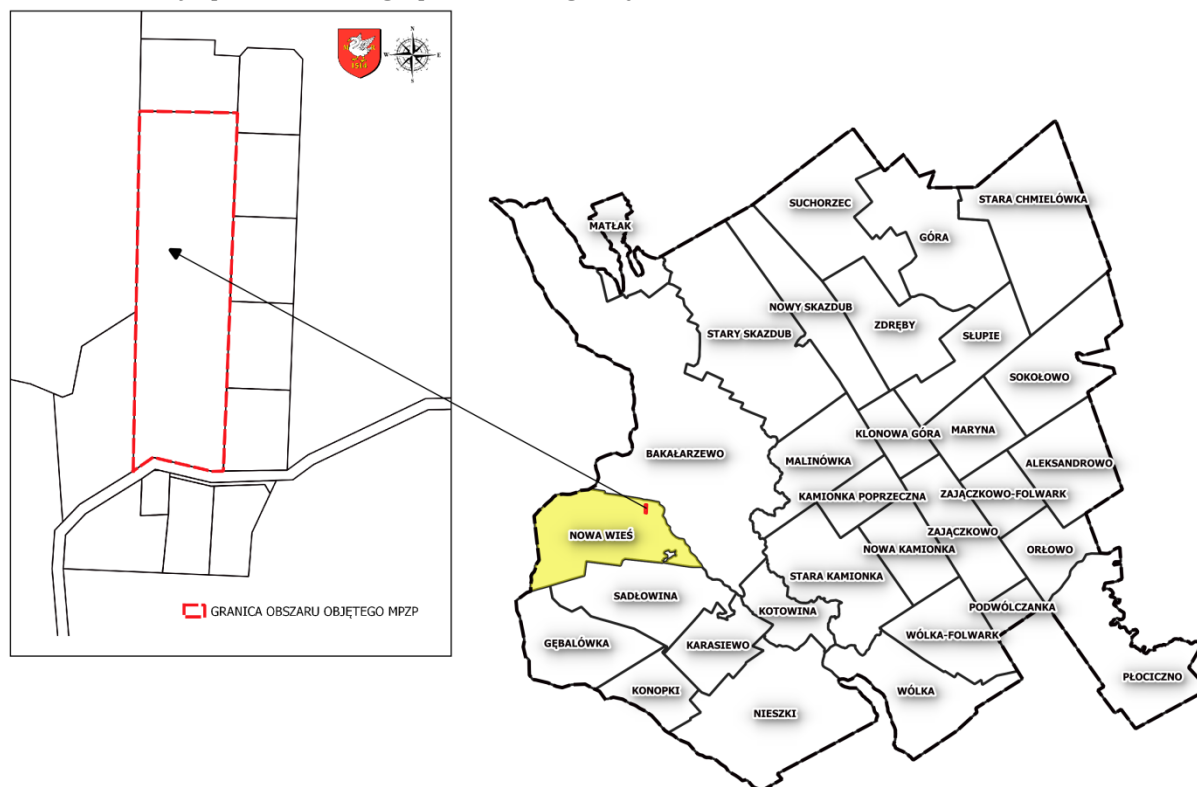 N
W E
S
1514
GRANICA OBSZARU OBJĘTEGO MPZP
SUCHORZEC
STARA CHMIELÓWKA
MATŁAK
GÓRA
NOWY SKAZDUB
STARY SKAZDUB
ZDRĘBY
SŁUPIE
SOKOŁOWO
KLONOWA GÓRA
MARYNA
BAKAŁARZEWO
MALINÓWKA
ALEKSANDROWO
KAMIONKA POPRZECZNA
ZAJĄCZKOWO-FOLWARK
NOWA WIEŚ
ZAJĄCZKOWO
NOWA KAMIONKA
ORŁOWO
STARA KAMIONKA
SADŁOWINA
KOTOWINA
PODWÓLCZANKA
GĘBALÓWKA
KARASIEWO
WÓLKA-FOLWARK
PŁOCICZNO
KONOPKI
WÓLKA
NIESZKI